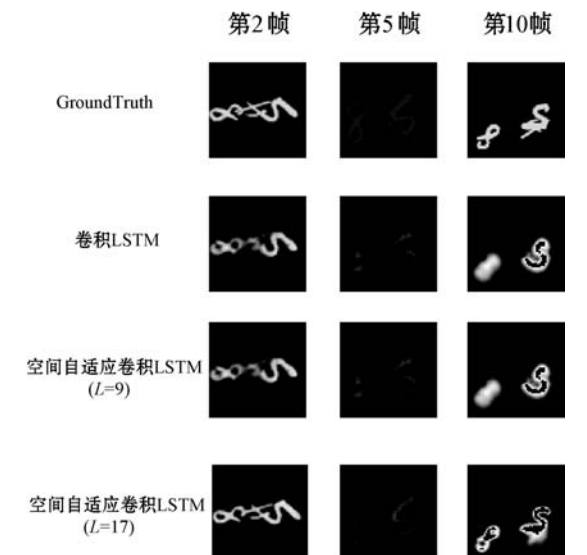 第2帧 第5帧 第10帧
GroundTruth
卷积LSTM
空间自适应卷积LSTM
(L=9)
空间自适应卷积LSTM
(L=17)